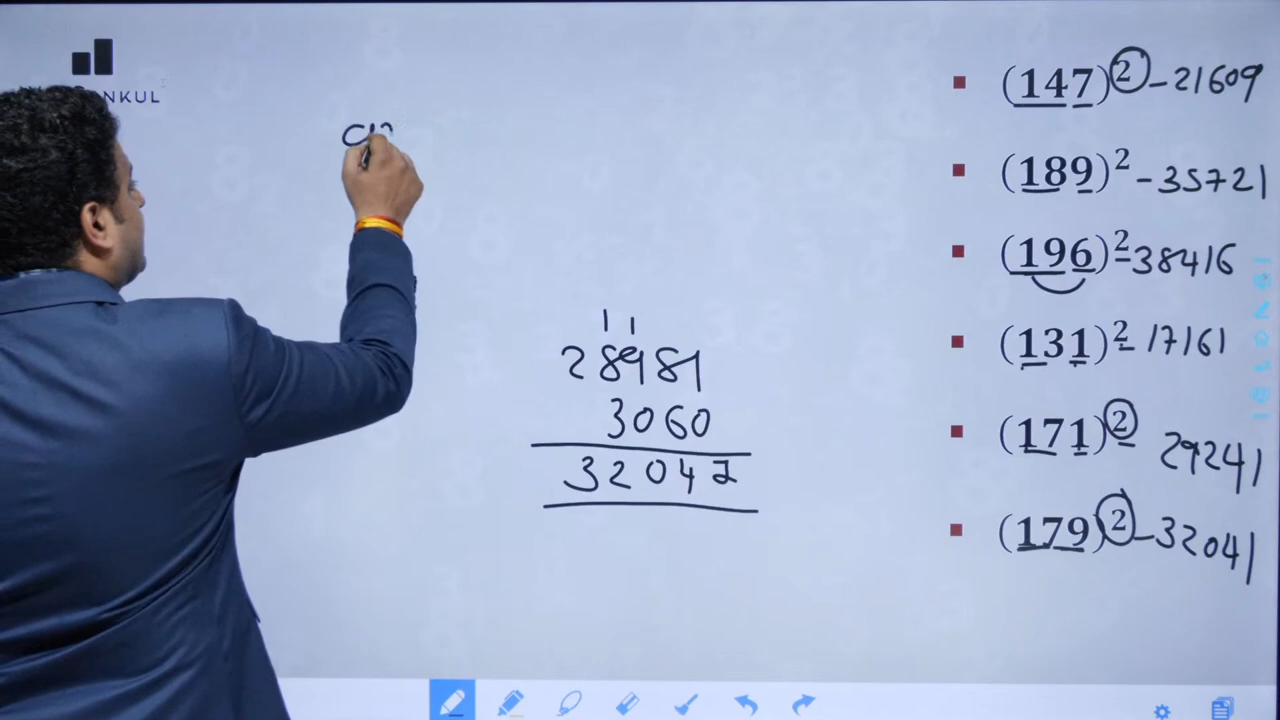 NKUL
(147)² - 21609
(189)² - 35721
(196)² - 38416
(131)² - 17161
(171)² 29241
(179)² - 32041
1 1
28981
3060
32041